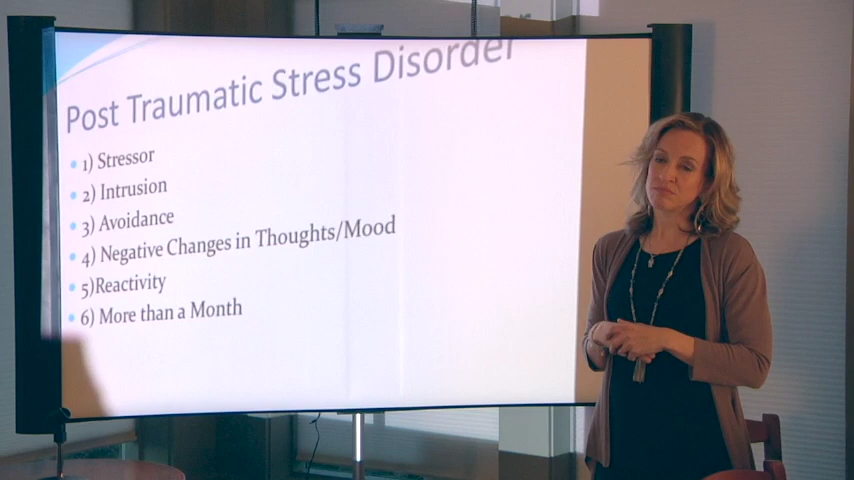 Post Traumatic Stress Disorder
1) Stressor
2) Intrusion
3) Avoidance
4) Negative Changes in Thoughts/Mood
5)Reactivity
6) More than a Month